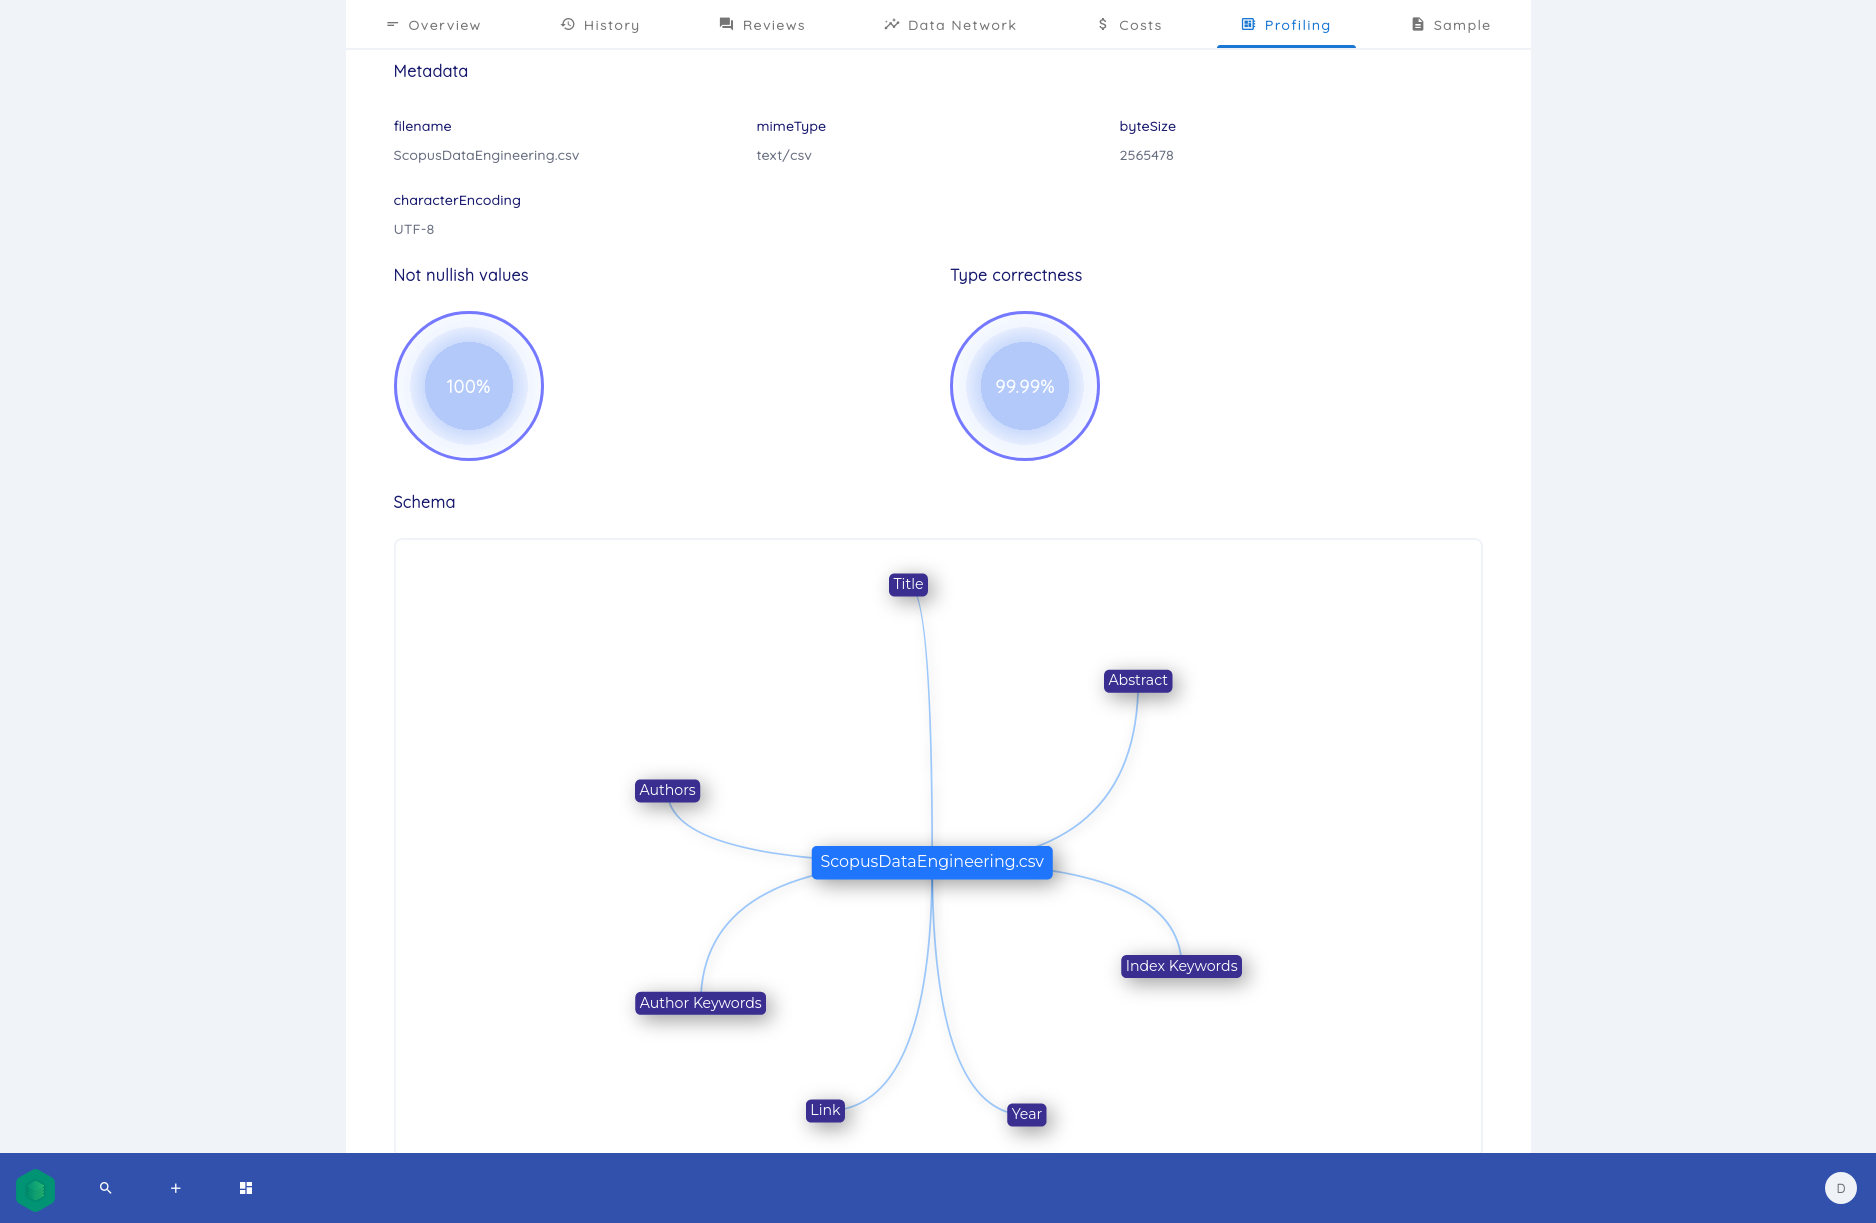 Overview History Reviews Data Network Costs Profiling Sample
Metadata
filename mimeType byteSize
ScopusDataEngineering.csv text/csv 2565478
characterEncoding
UTF-8
Not nullish values Type correctness
100% 99.99%
Schema
Title
Abstract
Authors
ScopusDataEngineering.csv
Index Keywords
Author Keywords
Link
Year
D